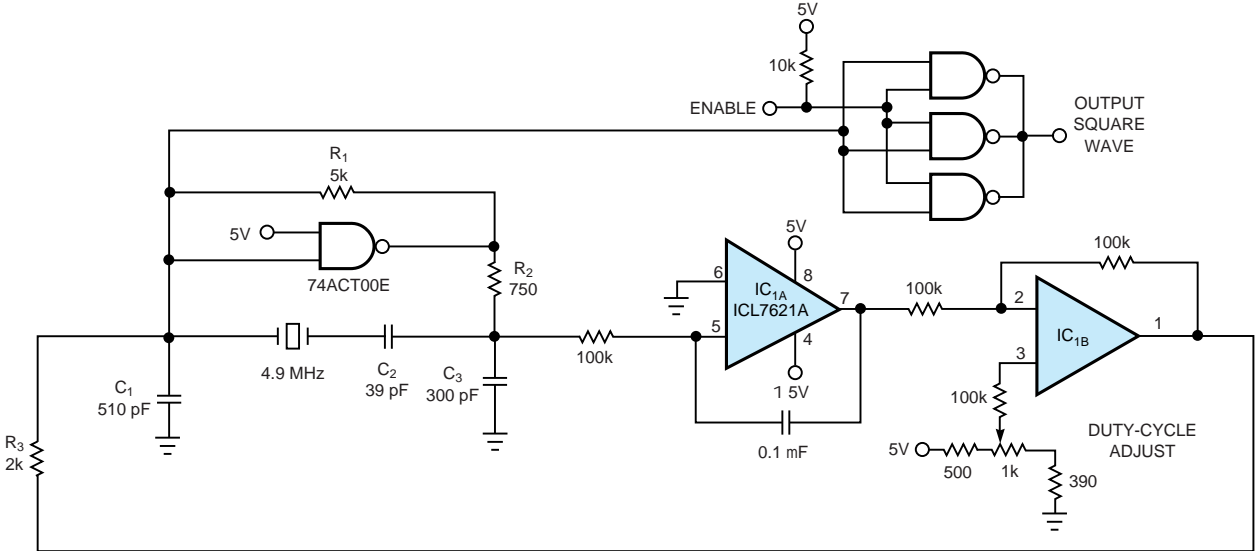 5V
10k
ENABLE
OUTPUT
SQUARE
WAVE
R1
5k
5V
74ACT00E
R2
750
4.9 MHz
C2
39 pF
C3
300 pF
C1
510 pF
R3
2k
100k
6
5
IC1A
ICL7621A
5V
8
7
4
1 5V
0.1 mF
100k
100k
2
3
IC1B
1
100k
5V
500
1k
390
DUTY-CYCLE
ADJUST